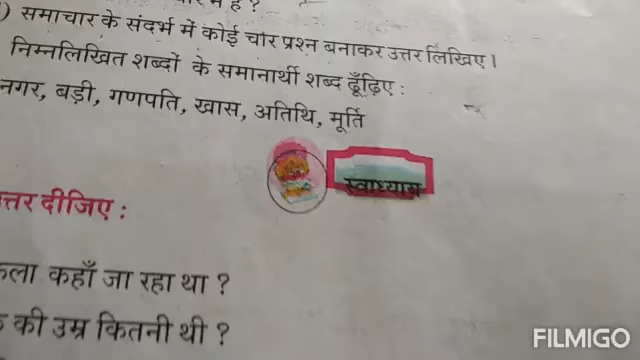 ) समाचार के संदर्भ में कोई चार प्रश्न बनाकर उत्तर लिखिए।
निम्नलिखित शब्दों के समानार्थी शब्द ढूँढ़िए :
नगर, बड़ी, गणपति, खास, अतिथि, मूर्ति
स्वाध्याय
त्तर दीजिए :
कहाँ जा रहा था ?
की उम्र कितनी थी ?
FILMIGO